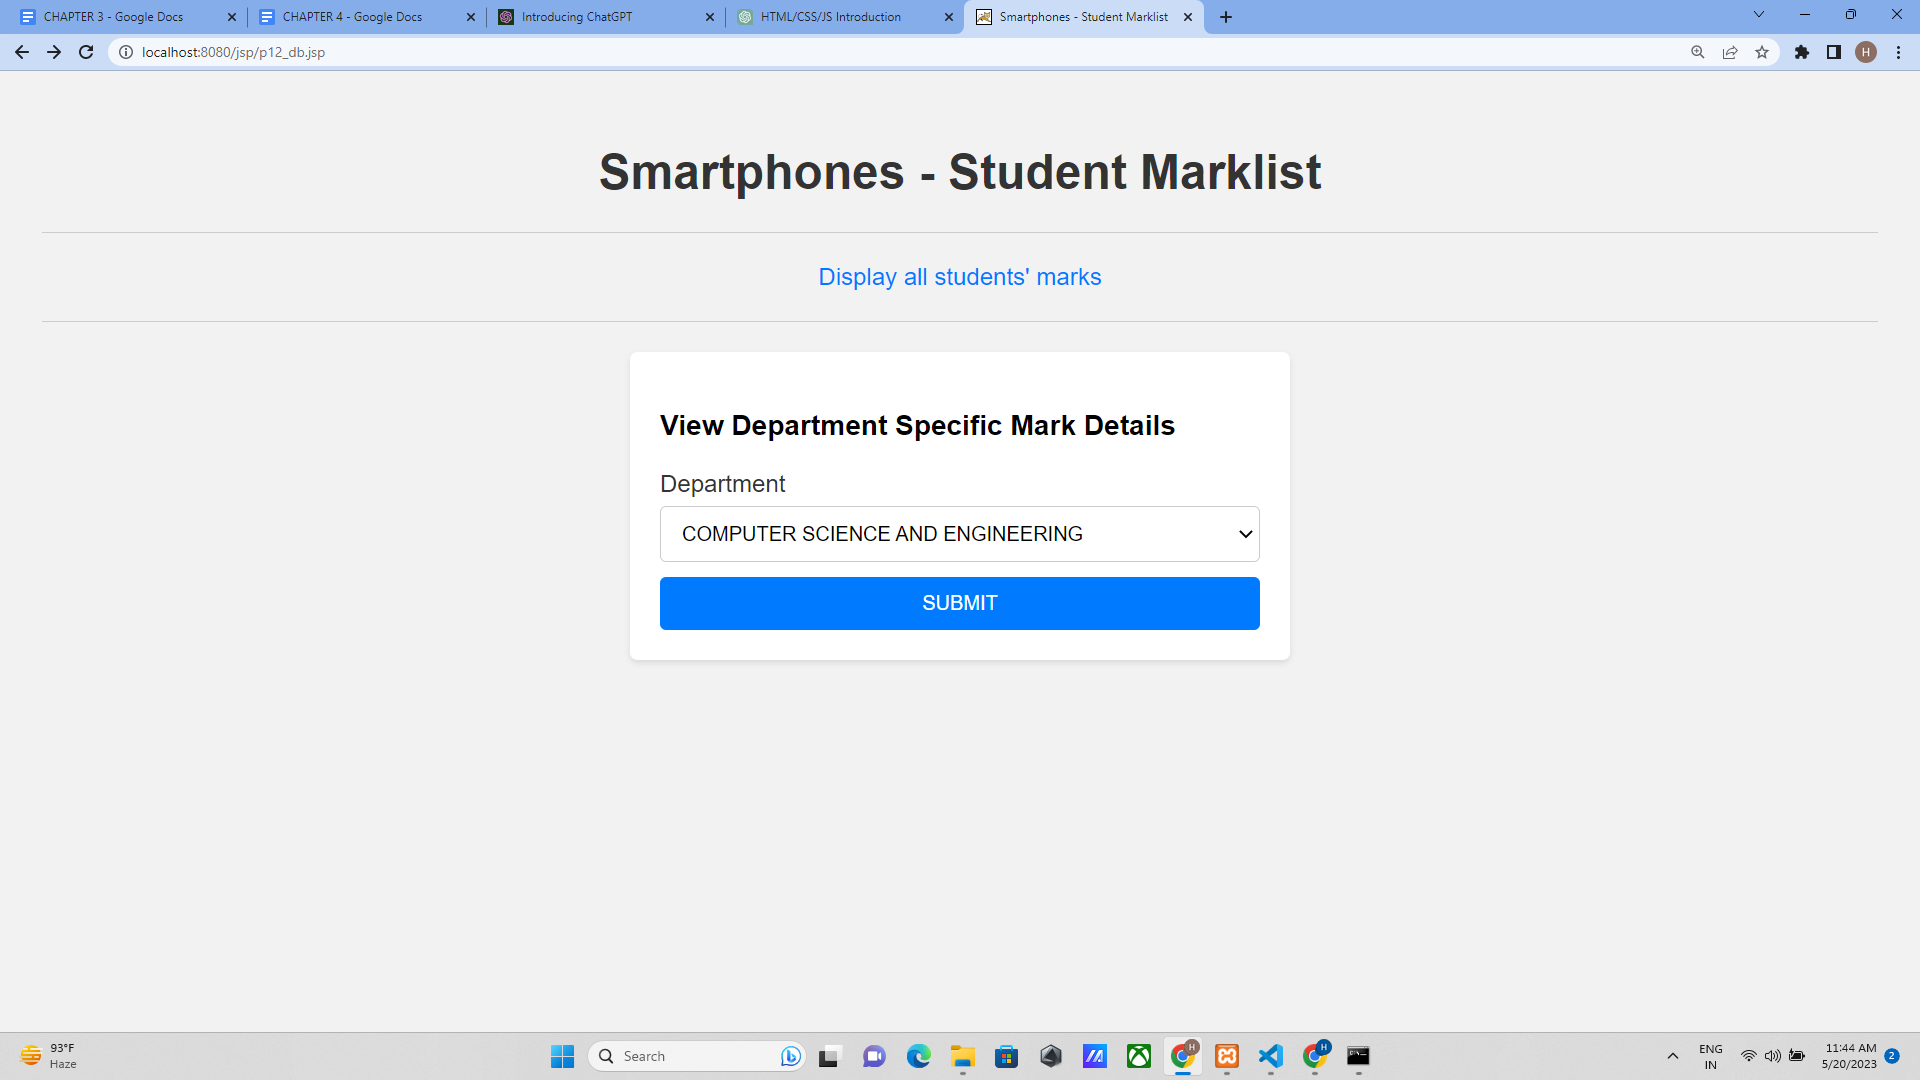 CHAPTER 3 - Google Docs
CHAPTER 4 - Google Docs
Introducing ChatGPT
HTML/CSS/JS Introduction
Smartphones - Student Marklist
localhost:8080/jsp/p12_db.jsp
H
Smartphones - Student Marklist
Display all students' marks
View Department Specific Mark Details
Department
COMPUTER SCIENCE AND ENGINEERING
SUBMIT
93°F
Haze
Search
H
H
ENG
IN
11:44 AM
5/20/2023
2